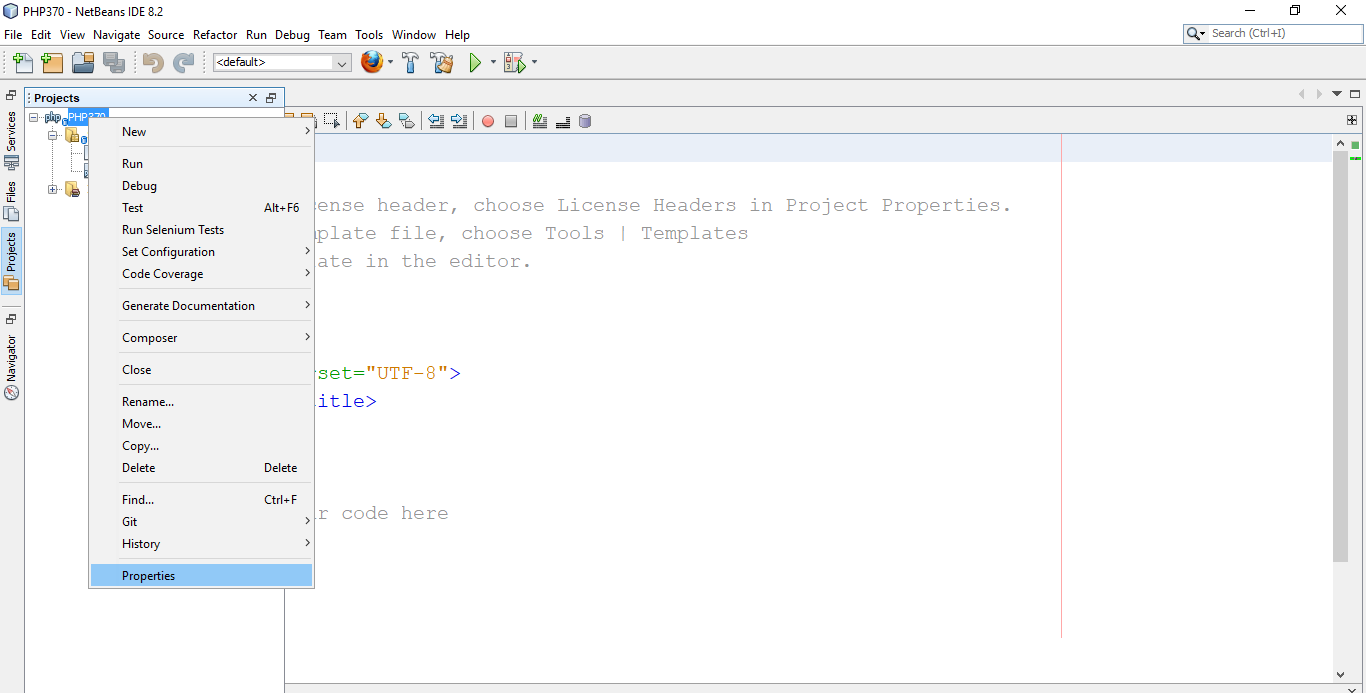 PHP370 - NetBeans IDE 8.2
File Edit View Navigate Source Refactor Run Debug Team Tools Window Help
Search (Ctrl+I)
<default>
Projects
php PHP370
Services
Files
Projects
Navigator
New
Run
Debug
Test Alt+F6
Run Selenium Tests
Set Configuration
Code Coverage
Generate Documentation
Composer
Close
Rename...
Move...
Copy...
Delete Delete
Find... Ctrl+F
Git
History
Properties
cense header, choose License Headers in Project Properties.
plate file, choose Tools | Templates
ate in the editor.
set="UTF-8">
itle>
r code here